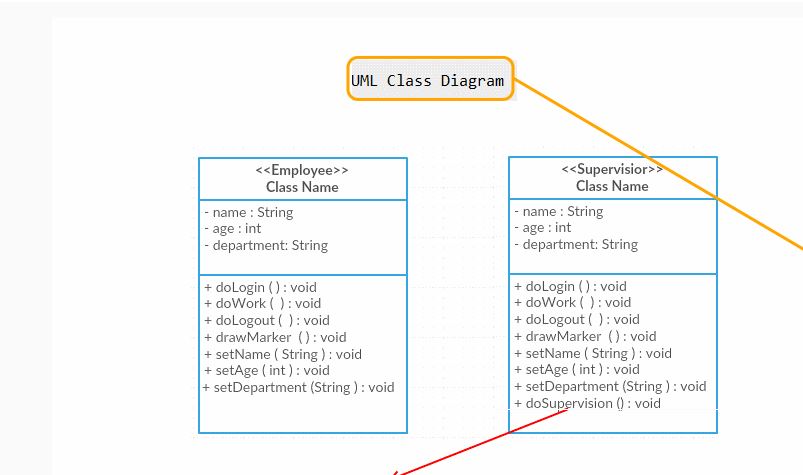 UML Class Diagram
<<Employee>>
Class Name
- name : String
- age : int
- department: String
+ doLogin ( ) : void
+ doWork ( ) : void
+ doLogout ( ) : void
+ drawMarker ( ) : void
+ setName ( String ) : void
+ setAge ( int ) : void
+ setDepartment (String ) : void
<<Supervisior>>
Class Name
- name : String
- age : int
- department: String
+ doLogin ( ) : void
+ doWork ( ) : void
+ doLogout ( ) : void
+ drawMarker ( ) : void
+ setName ( String ) : void
+ setAge ( int ) : void
+ setDepartment (String ) : void
+ doSupervision () : void